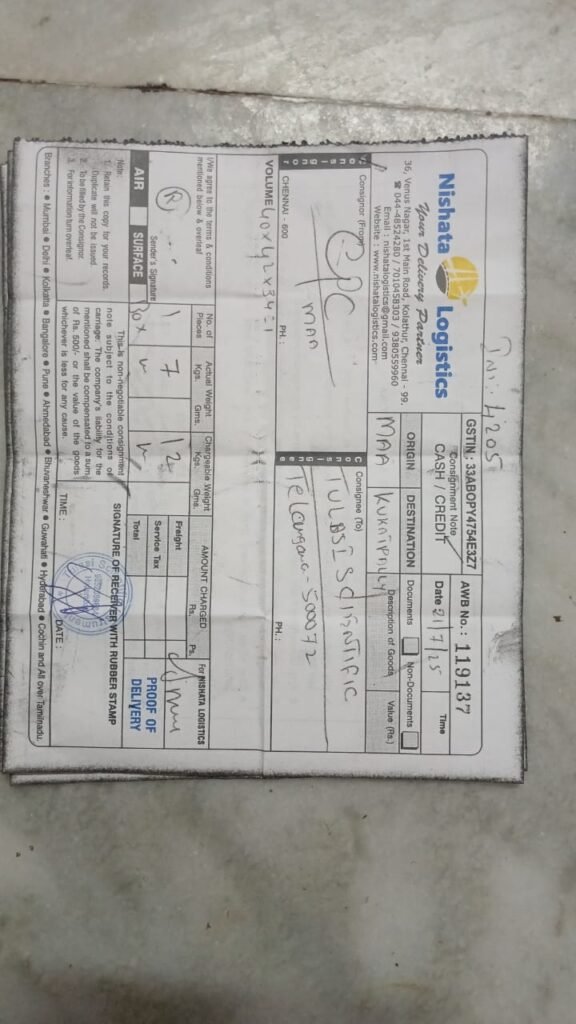 Inv: 4205
Nishata Logistics
Your Delivery Partner
36, Venus Nagar, 1st Main Road, Kolathur, Chennai - 99.
☎ 044-48524280 / 7010458303 / 9380559960
Email : nishatalogistics@gmail.com
Website : www.nishatalogistics.com
GSTIN: 33ABOPY4754E3Z7
Consignment Note
CASH / CREDIT
AWB No. : 119137
Date 21/7/25
Time
ORIGIN
DESTINATION
MAA
KUKATPALLY
Documents
Non-Documents
Description of Goods
Value (Rs.)
Consignor
Consignor (From)
CPC
MAA
CHENNAI - 600
PH. :
Consignee
Consignee (To)
TULASI SCIENTIFIC
Telangana - 500072
PH. :
VOLUME 40x42x34=1
I/We agree to the terms & conditions
mentioned below & overleaf
Sender's Signature
AIR
SURFACE
No. of
Pieces
Actual Weight
Kgs. Gms.
Chargeable Weight
Kgs. Gms.
AMOUNT CHARGED
Rs. Ps.
1
7
12
Box
Freight
Service Tax
Total
For NISHATA LOGISTICS
PROOF OF
DELIVERY
Note:
1. Retain this copy for your records.
Duplicate will not be issued.
2. To be filled by the Consignor.
3. For information turn overleaf.
This is non-negotiable consignment
note subject to the conditions of
carriage: The company's liability for the
mentioned shall be compensated to a sum
of Rs. 500/- or the value of the goods
whichever is less for any cause.
SIGNATURE OF RECEIVER WITH RUBBER STAMP
TIME :
DATE :
Branches : ● Mumbai ● Delhi ● Kolkatta ● Bangalore ● Pune ● Ahmedabad ● Bhuvaneshwar ● Guwahati ● Hyderabad ● Cochin and All over Tamilnadu.